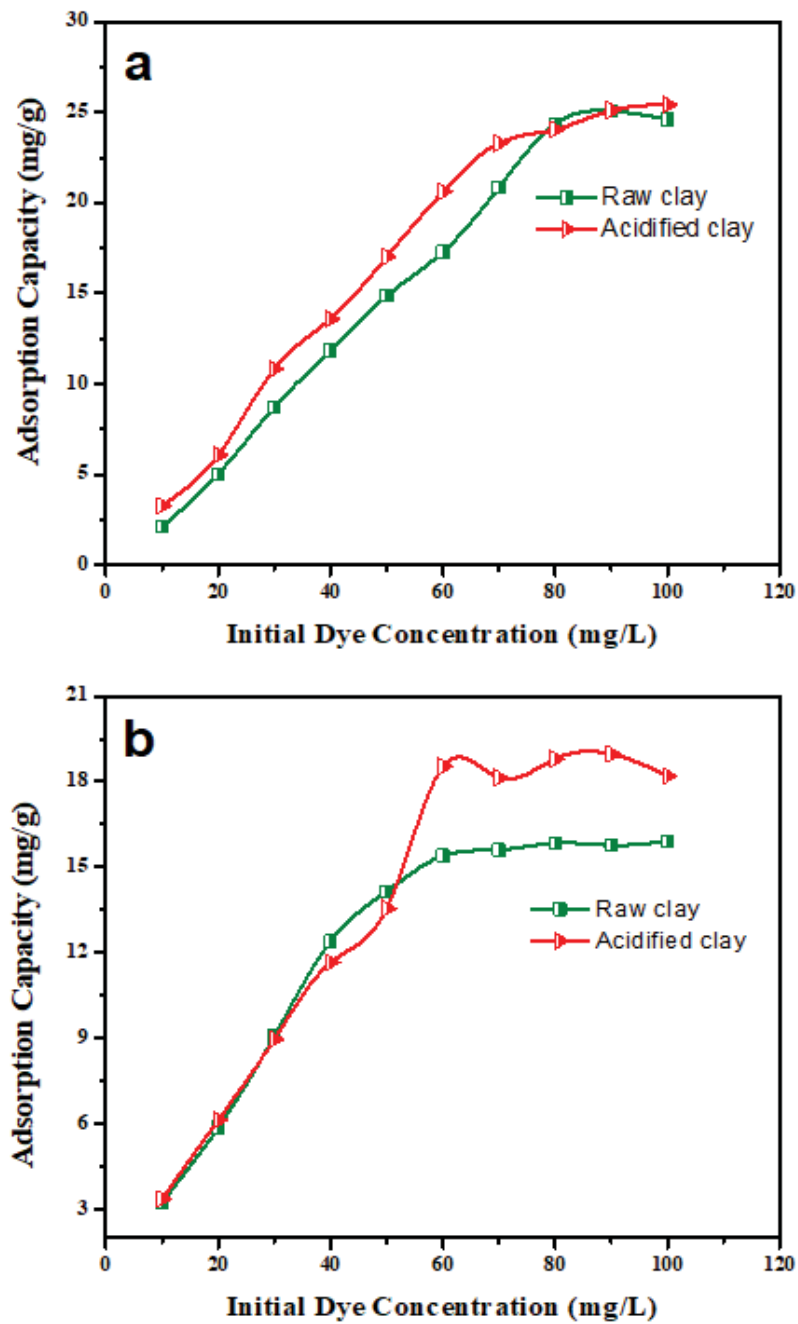 a
30
25
20
15
10
5
0
Adsorption Capacity (mg/g)
Raw clay
Acidified clay
0 20 40 60 80 100 120
Initial Dye Concentration (mg/L)
b
21
18
15
12
9
6
3
Adsorption Capacity (mg/g)
Raw clay
Acidified clay
0 20 40 60 80 100 120
Initial Dye Concentration (mg/L)